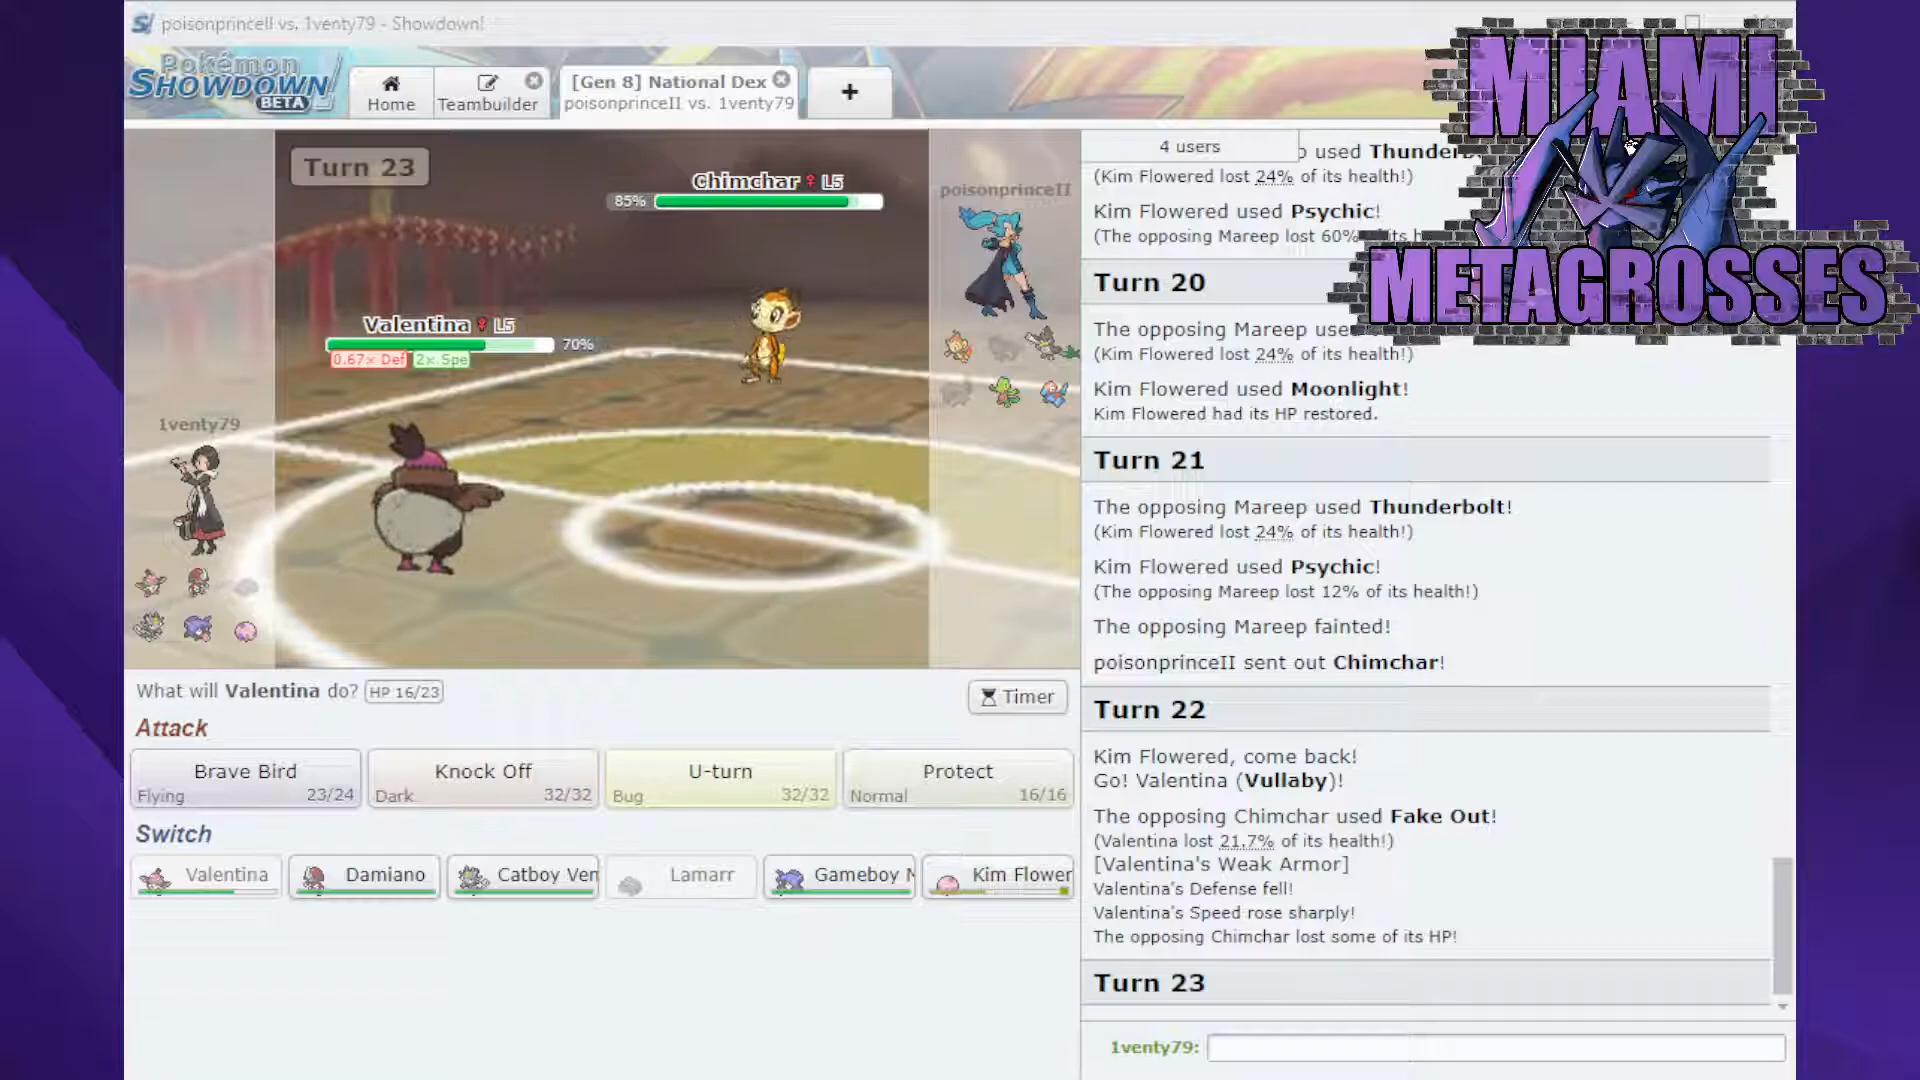 poisonprinceII vs. 1venty79 - Showdown!
Pokémon
SHOWDOWN
BETA
Home
Teambuilder
[Gen 8] National Dex
poisonprinceII vs. 1venty79
+
MIAMI
METAGROSSES
Turn 23
Chimchar L5
85%
Valentina L5
70%
0.67× Def 2× Spe
poisonprinceII
1venty79
What will Valentina do? HP 16/23
Timer
Attack
Brave Bird
Flying 23/24
Knock Off
Dark 32/32
U-turn
Bug 32/32
Protect
Normal 16/16
Switch
Valentina
Damiano
Catboy Ven
Lamarr
Gameboy
Kim Flower
4 users
used
(Kim Flowered lost 24% of its health!)
Kim Flowered used Psychic!
(The opposing Mareep lost 60%
Turn 20
The opposing Mareep use
(Kim Flowered lost 24% of its health!)
Kim Flowered used Moonlight!
Kim Flowered had its HP restored.
Turn 21
The opposing Mareep used Thunderbolt!
(Kim Flowered lost 24% of its health!)
Kim Flowered used Psychic!
(The opposing Mareep lost 12% of its health!)
The opposing Mareep fainted!
poisonprinceII sent out Chimchar!
Turn 22
Kim Flowered, come back!
Go! Valentina (Vullaby)!
The opposing Chimchar used Fake Out!
(Valentina lost 21.7% of its health!)
[Valentina's Weak Armor]
Valentina's Defense fell!
Valentina's Speed rose sharply!
The opposing Chimchar lost some of its HP!
Turn 23
1venty79: